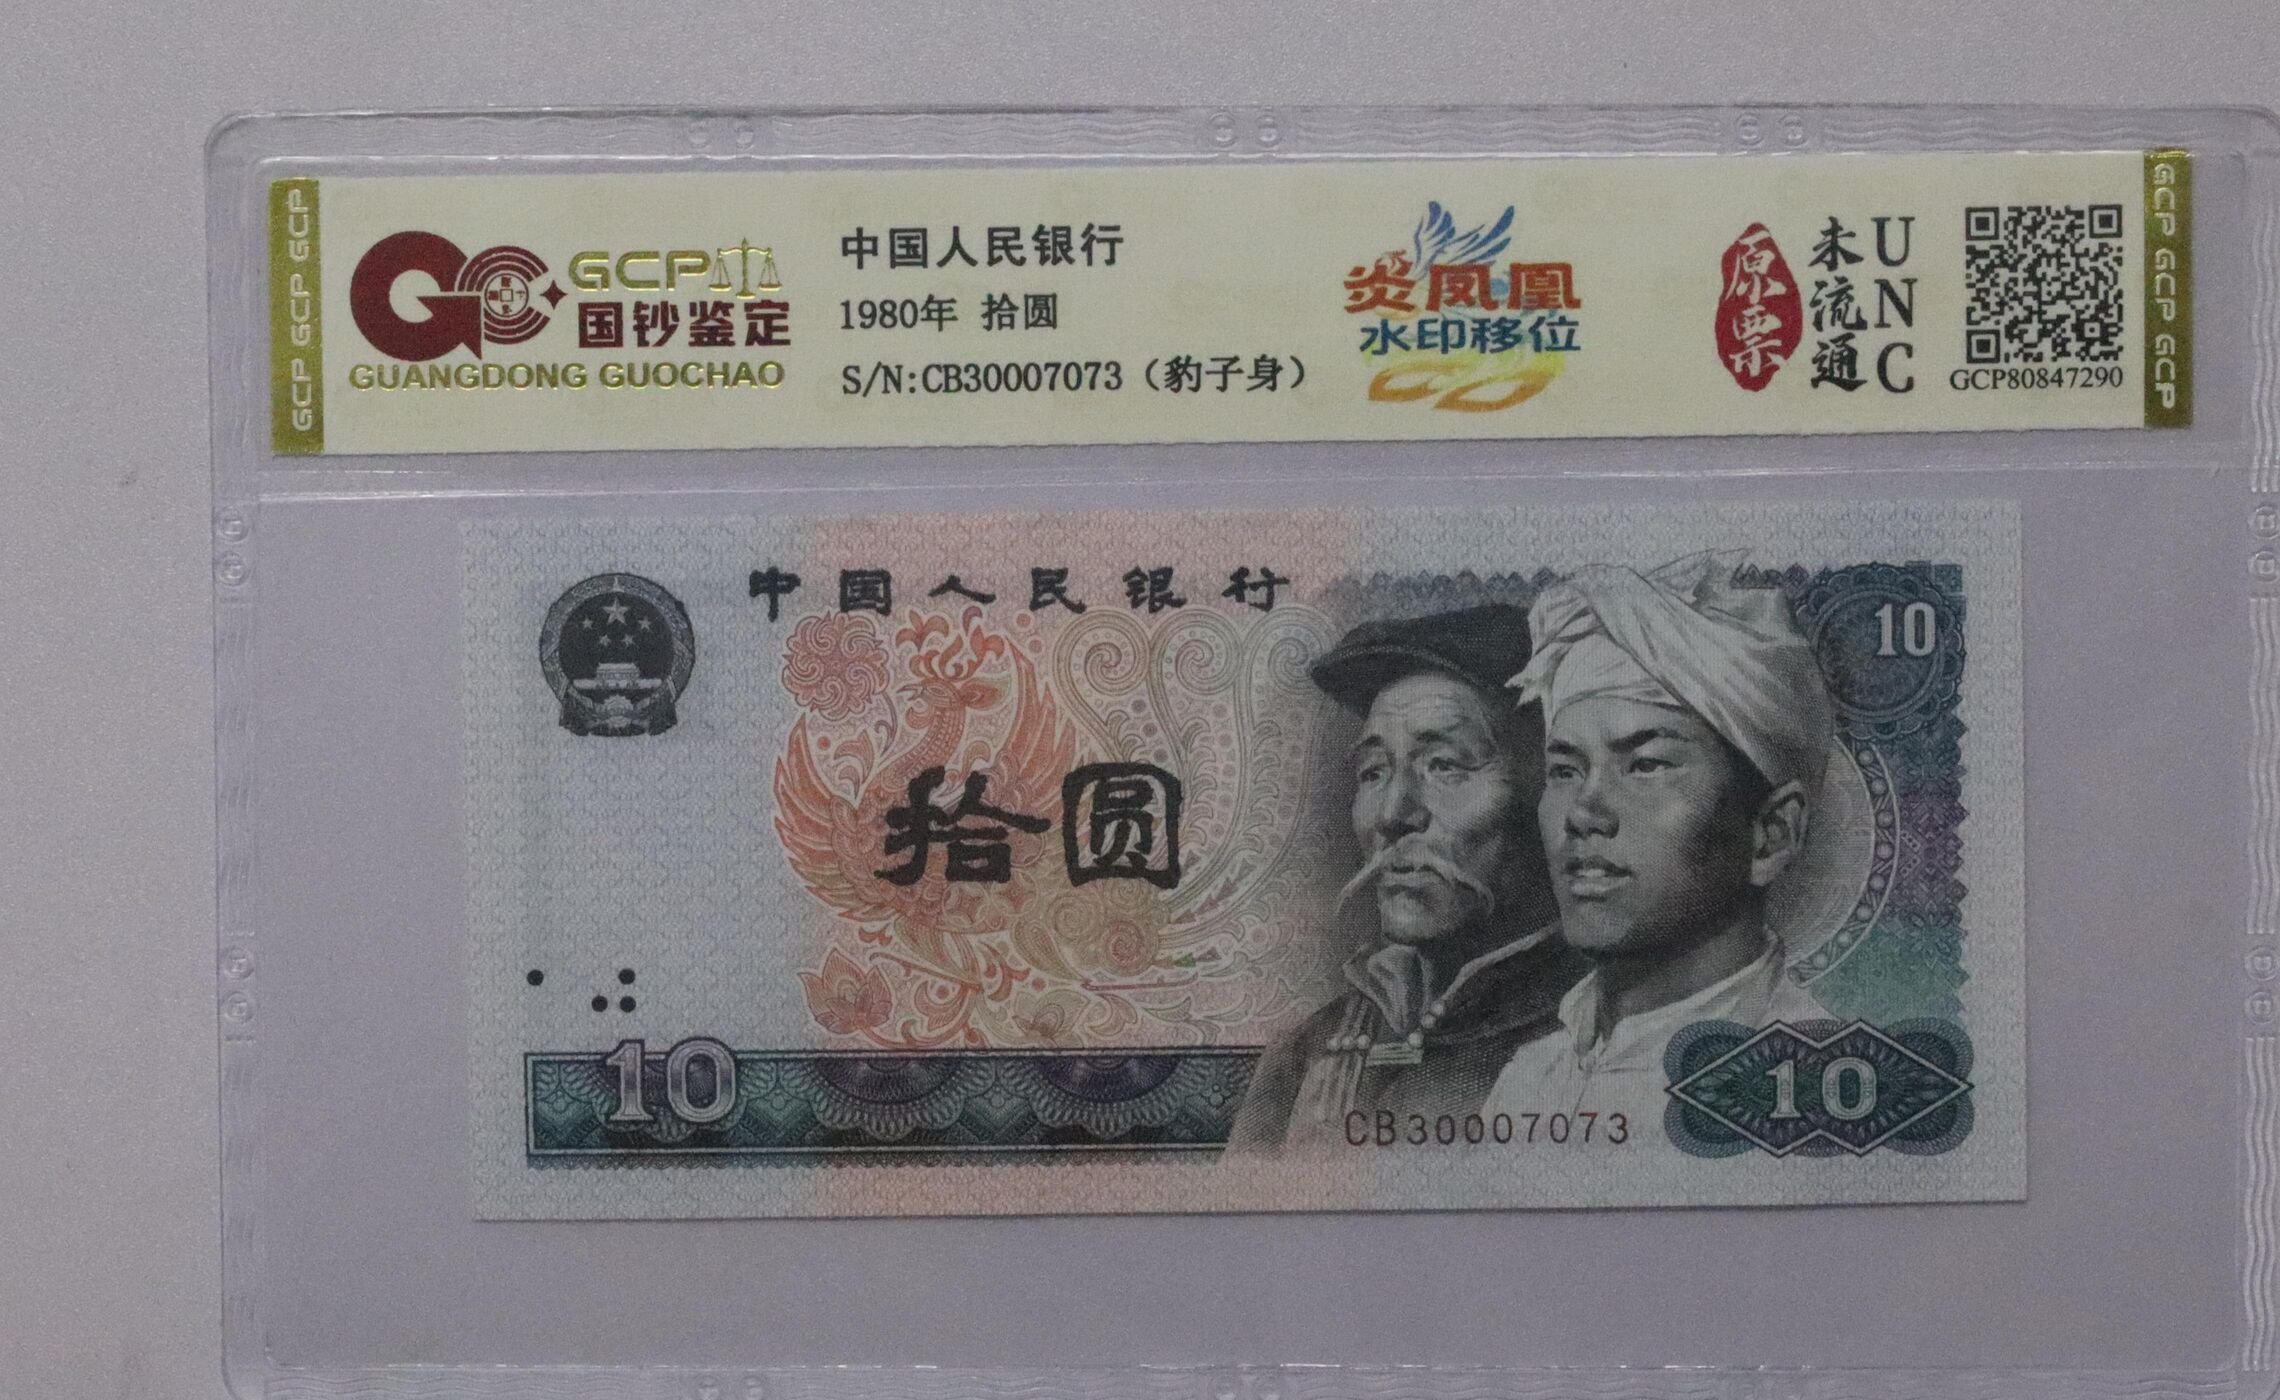 GCP GCP GCP
GCP
国钞鉴定
GUANGDONG GUOCHAO
中国人民银行
1980年 拾圆
S/N:CB30007073（豹子身）
炎凤凰
水印移位
原票
未流通
UNC
GCP80847290
GCP GCP GCP
中国人民银行
10
拾圆
10
CB30007073
10